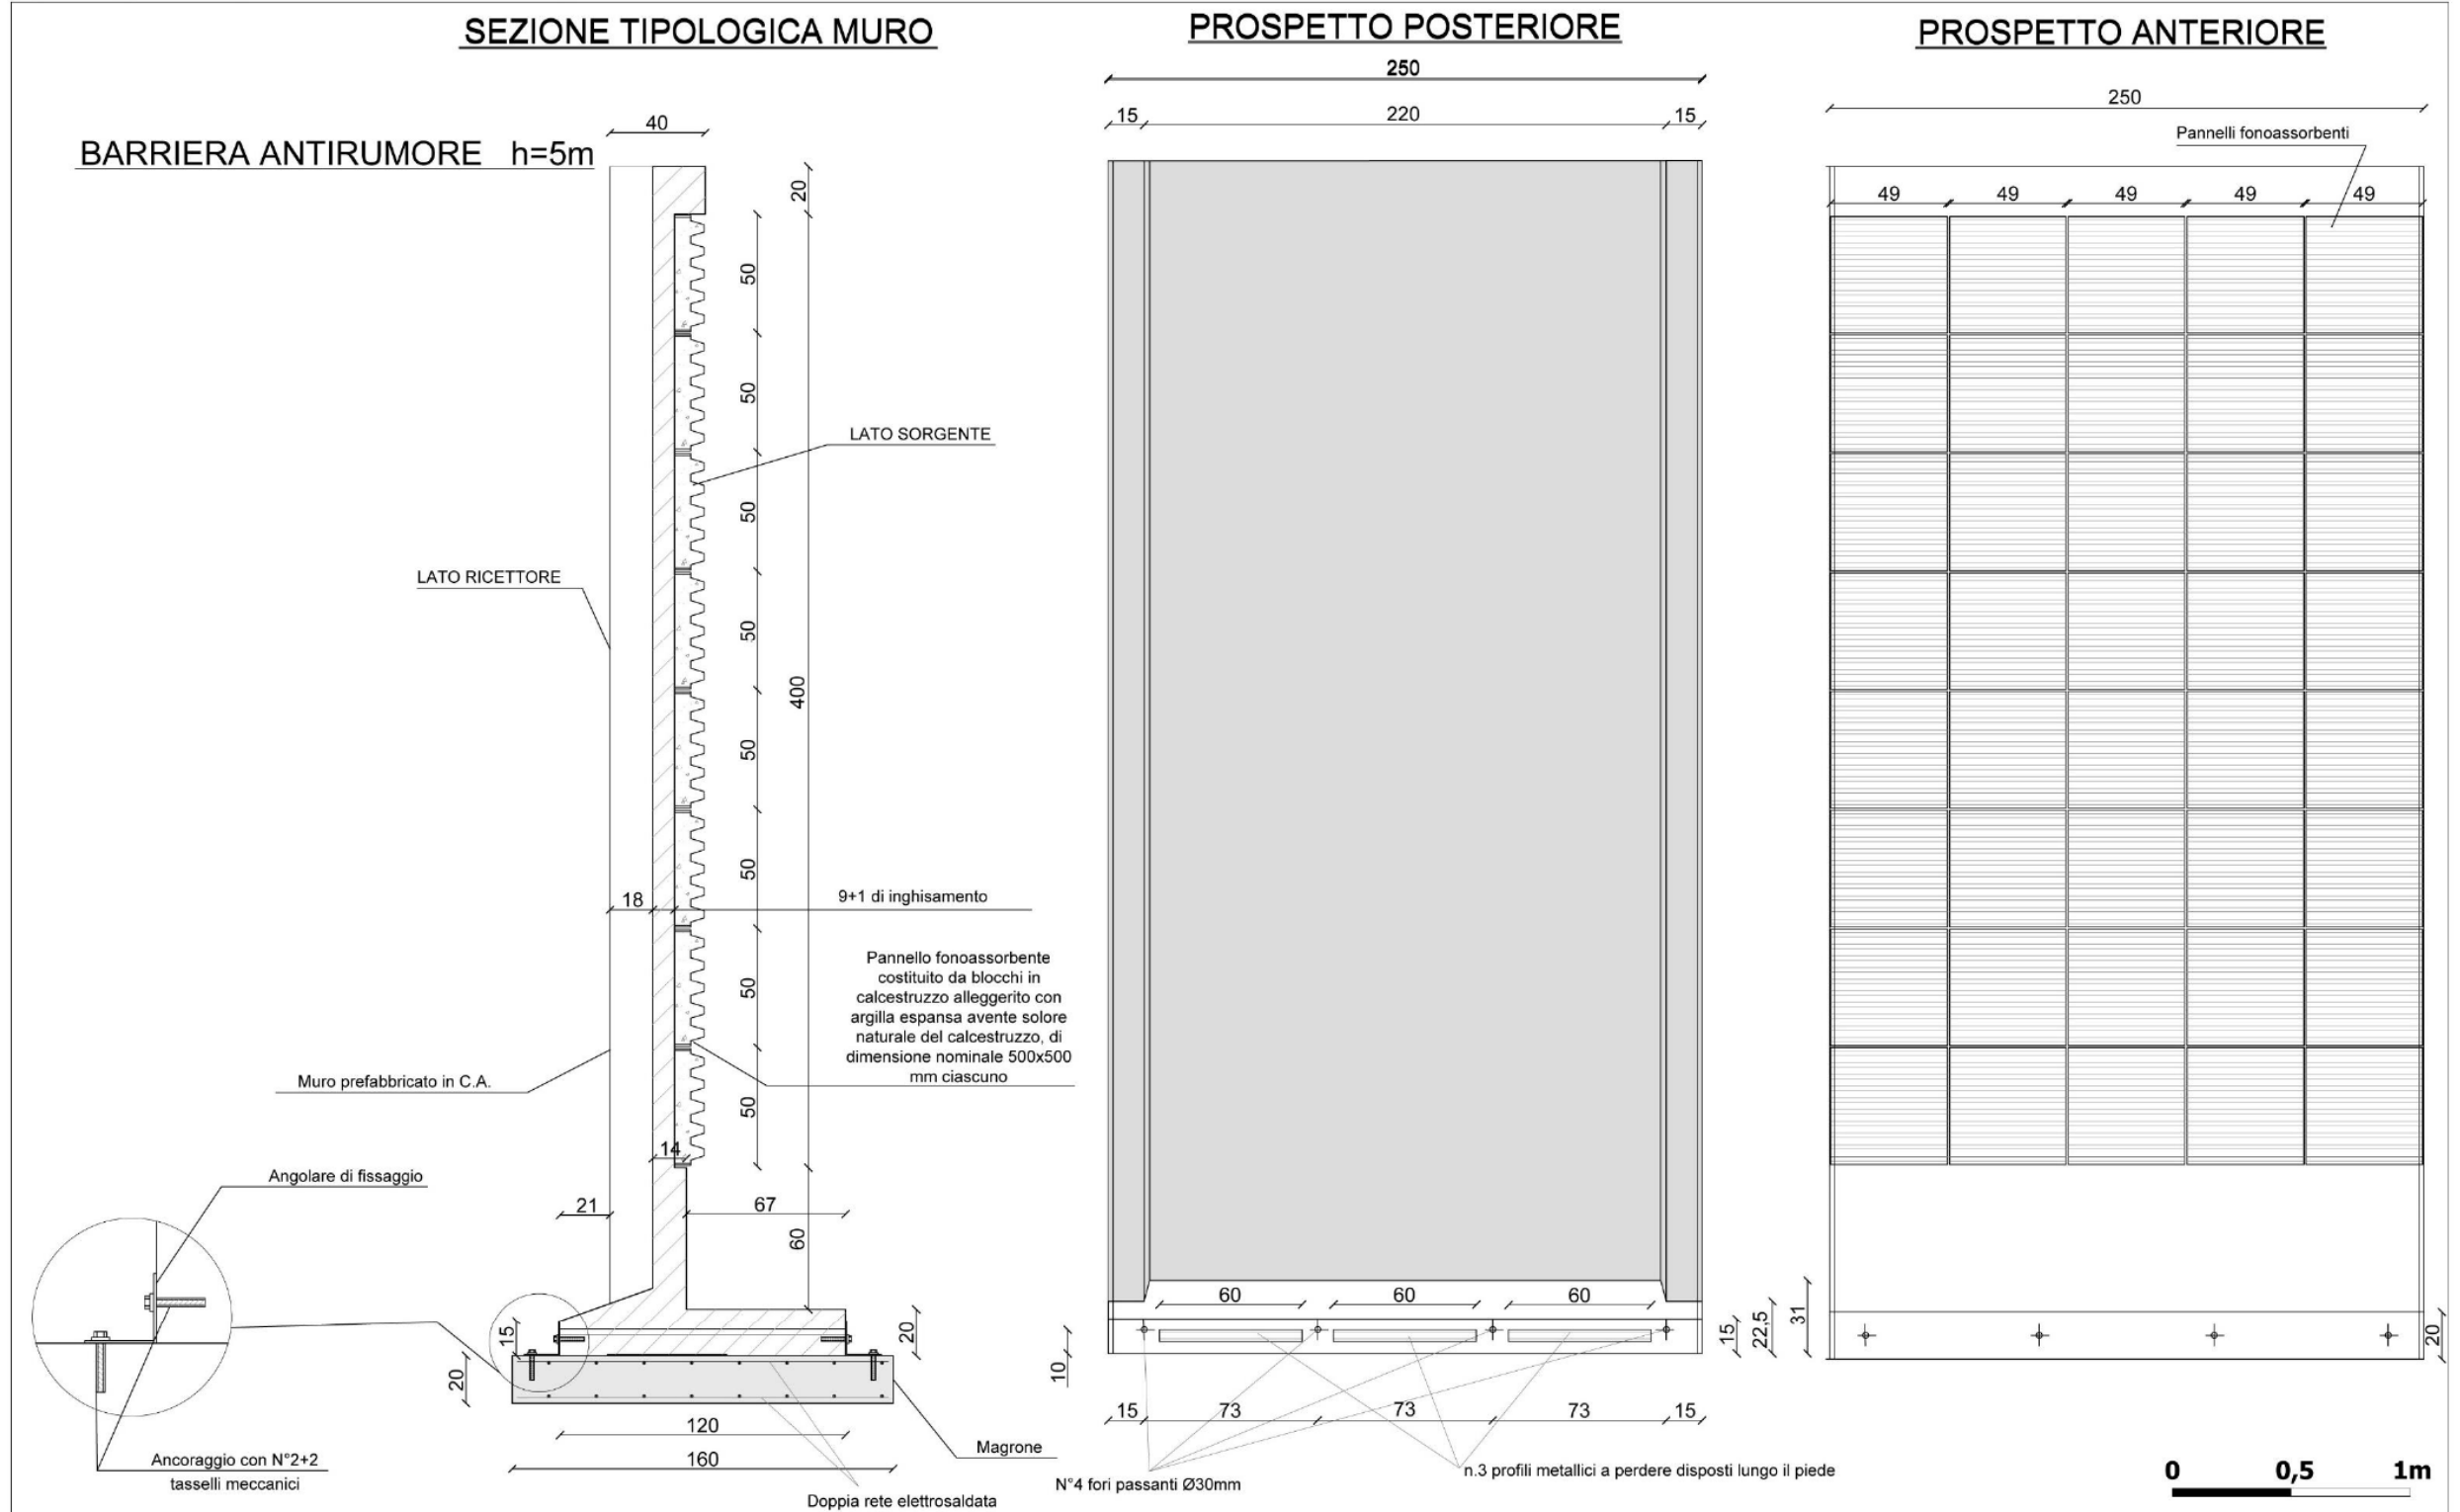 SEZIONE TIPOLOGICA MURO
BARRIERA ANTIRUMORE h=5m
40
20
50
50
50
50
50
50
50
50
400
LATO SORGENTE
LATO RICETTORE
18
9+1 di inghisamento
Pannello fonoassorbente
costituito da blocchi in
calcestruzzo alleggerito con
argilla espansa avente solore
naturale del calcestruzzo, di
dimensione nominale 500x500
mm ciascuno
Muro prefabbricato in C.A.
14
Angolare di fissaggio
21
67
60
15
20
20
120
160
Ancoraggio con N°2+2
tasselli meccanici
Magrone
Doppia rete elettrosaldata
PROSPETTO POSTERIORE
250
15
220
15
60
60
60
10
15
22,5
31
15
73
73
73
15
N°4 fori passanti Ø30mm
n.3 profili metallici a perdere disposti lungo il piede
PROSPETTO ANTERIORE
250
Pannelli fonoassorbenti
49
49
49
49
49
20
0
0,5
1m